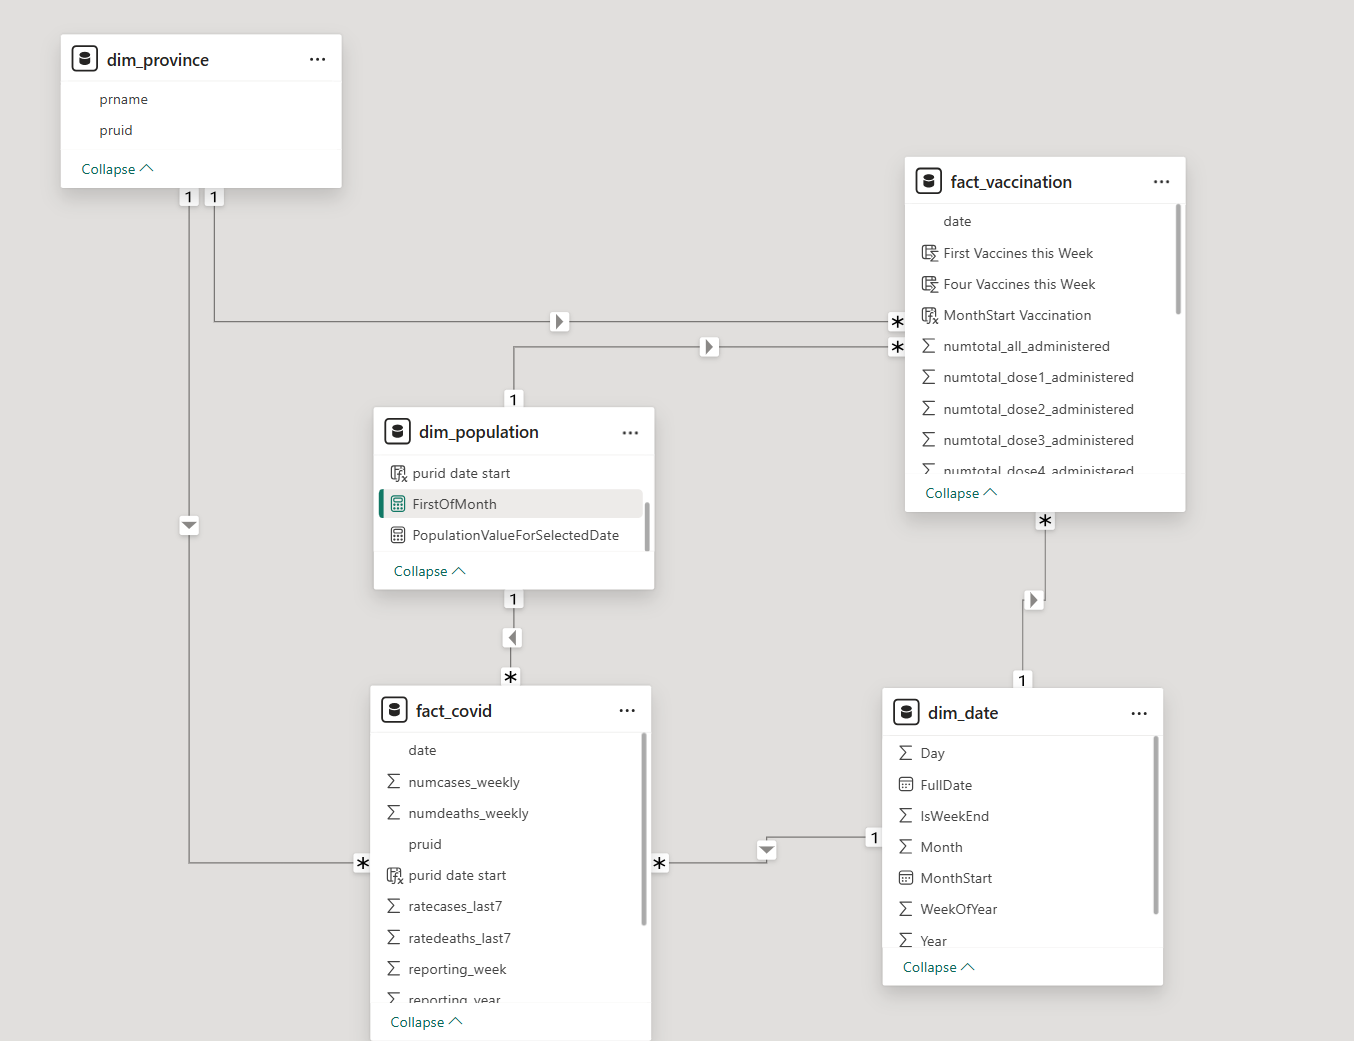 dim_province
prname
pruid
Collapse
1
1
fact_vaccination
date
First Vaccines this Week
Four Vaccines this Week
MonthStart Vaccination
numtotal_all_administered
numtotal_dose1_administered
numtotal_dose2_administered
numtotal_dose3_administered
numtotal_dose4_administered
Collapse
*
*
*
1
dim_population
purid date start
FirstOfMonth
PopulationValueForSelectedDate
Collapse
1
*
fact_covid
date
numcases_weekly
numdeaths_weekly
pruid
purid date start
ratecases_last7
ratedeaths_last7
reporting_week
reporting_year
Collapse
*
*
1
1
dim_date
Day
FullDate
IsWeekEnd
Month
MonthStart
WeekOfYear
Year
Collapse